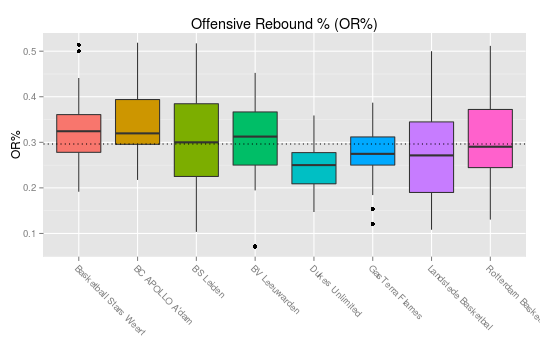 Offensive Rebound % (OR%)
OR%
0.5
0.4
0.3
0.2
0.1
Basketball Stars Weert
BC APOLLO A'dam
BS Leiden
BV Leeuwarden
Dukes Unlimited
GasTerra Flames
Landstede Basketbal
Rotterdam Baske